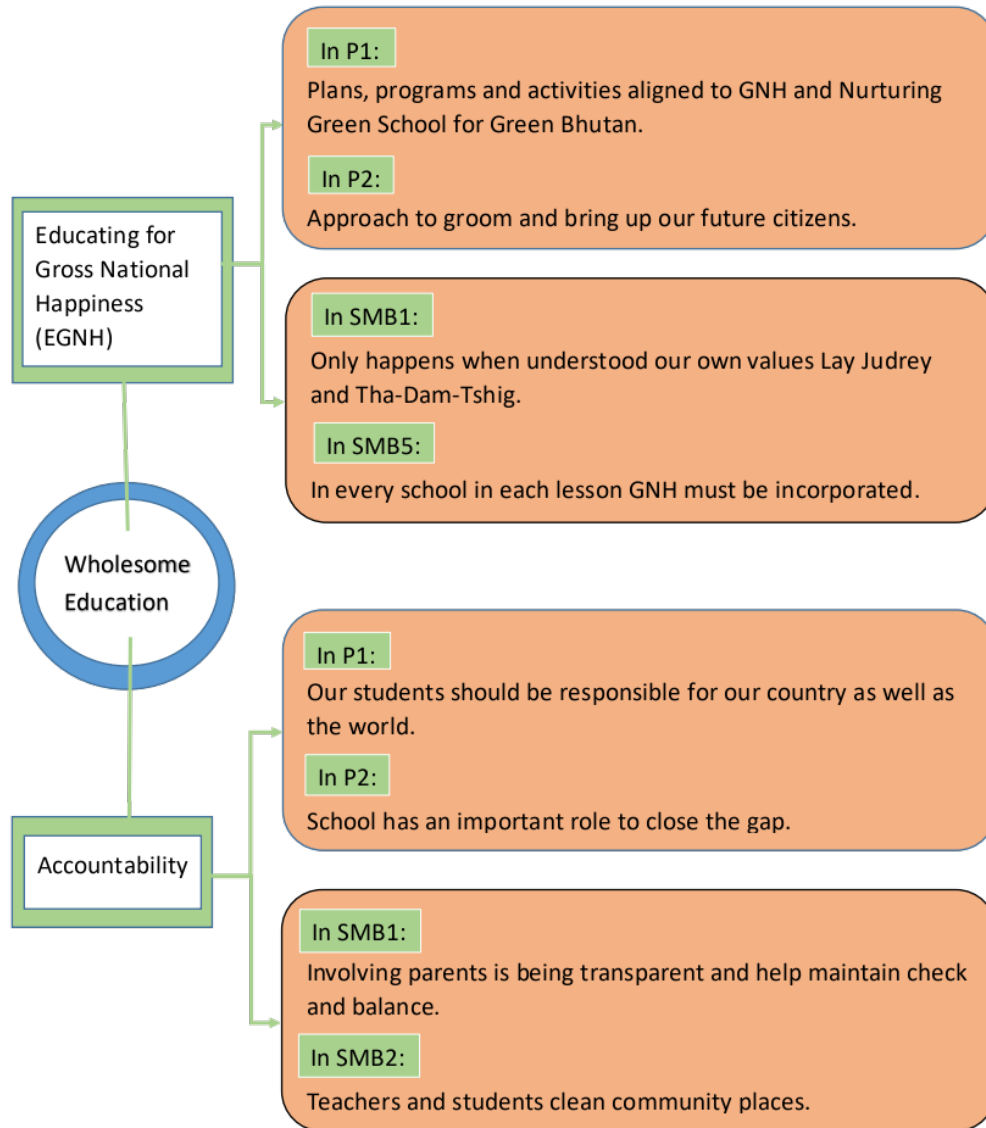 In P1:
Plans, programs and activities aligned to GNH and Nurturing
Green School for Green Bhutan.
In P2:
Approach to groom and bring up our future citizens.
Educating for
Gross National
Happiness
(EGNH)
In SMB1:
Only happens when understood our own values Lay Judrey
and Tha-Dam-Tshig.
In SMB5:
In every school in each lesson GNH must be incorporated.
Wholesome
Education
In P1:
Our students should be responsible for our country as well as
the world.
In P2:
School has an important role to close the gap.
Accountability
In SMB1:
Involving parents is being transparent and help maintain check
and balance.
In SMB2:
Teachers and students clean community places.